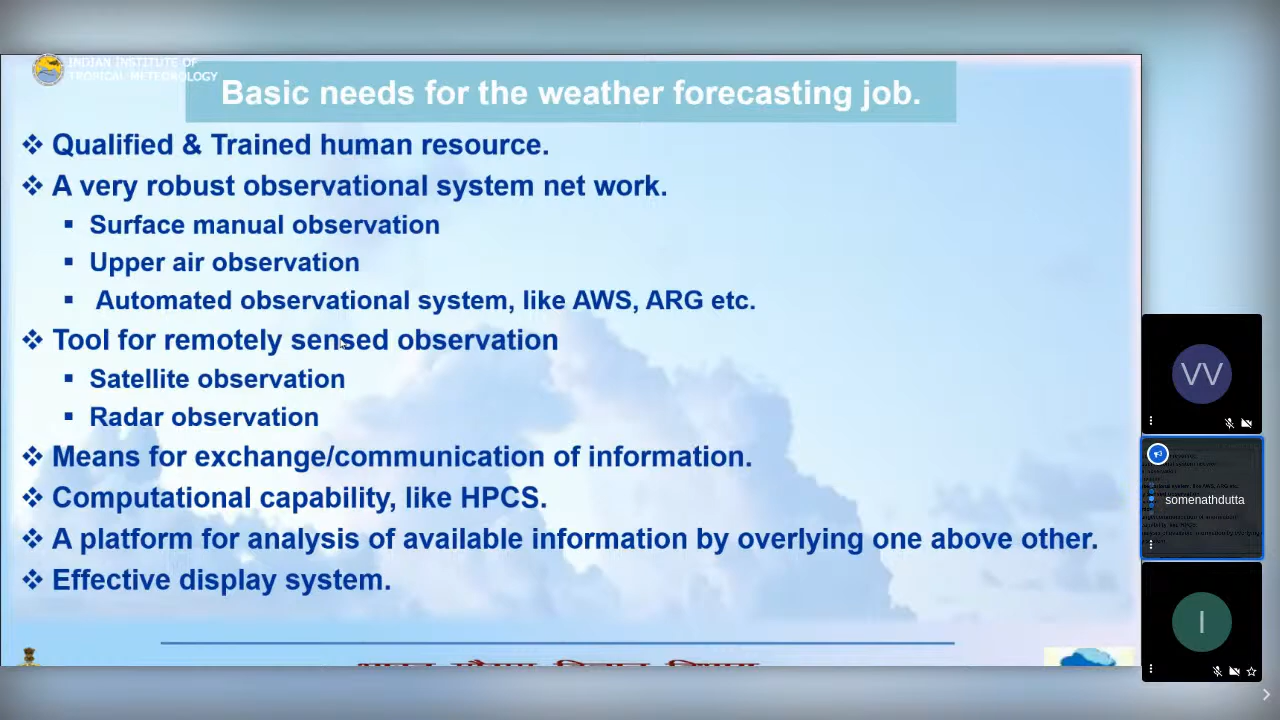 INDIAN INSTITUTE OF
TROPICAL METEOROLOGY
Basic needs for the weather forecasting job.
❖ Qualified & Trained human resource.
❖ A very robust observational system net work.
▪ Surface manual observation
▪ Upper air observation
▪ Automated observational system, like AWS, ARG etc.
❖ Tool for remotely sensed observation
▪ Satellite observation
▪ Radar observation
❖ Means for exchange/communication of information.
❖ Computational capability, like HPCS.
❖ A platform for analysis of available information by overlying one above other.
❖ Effective display system.
VV
somenathdutta
I